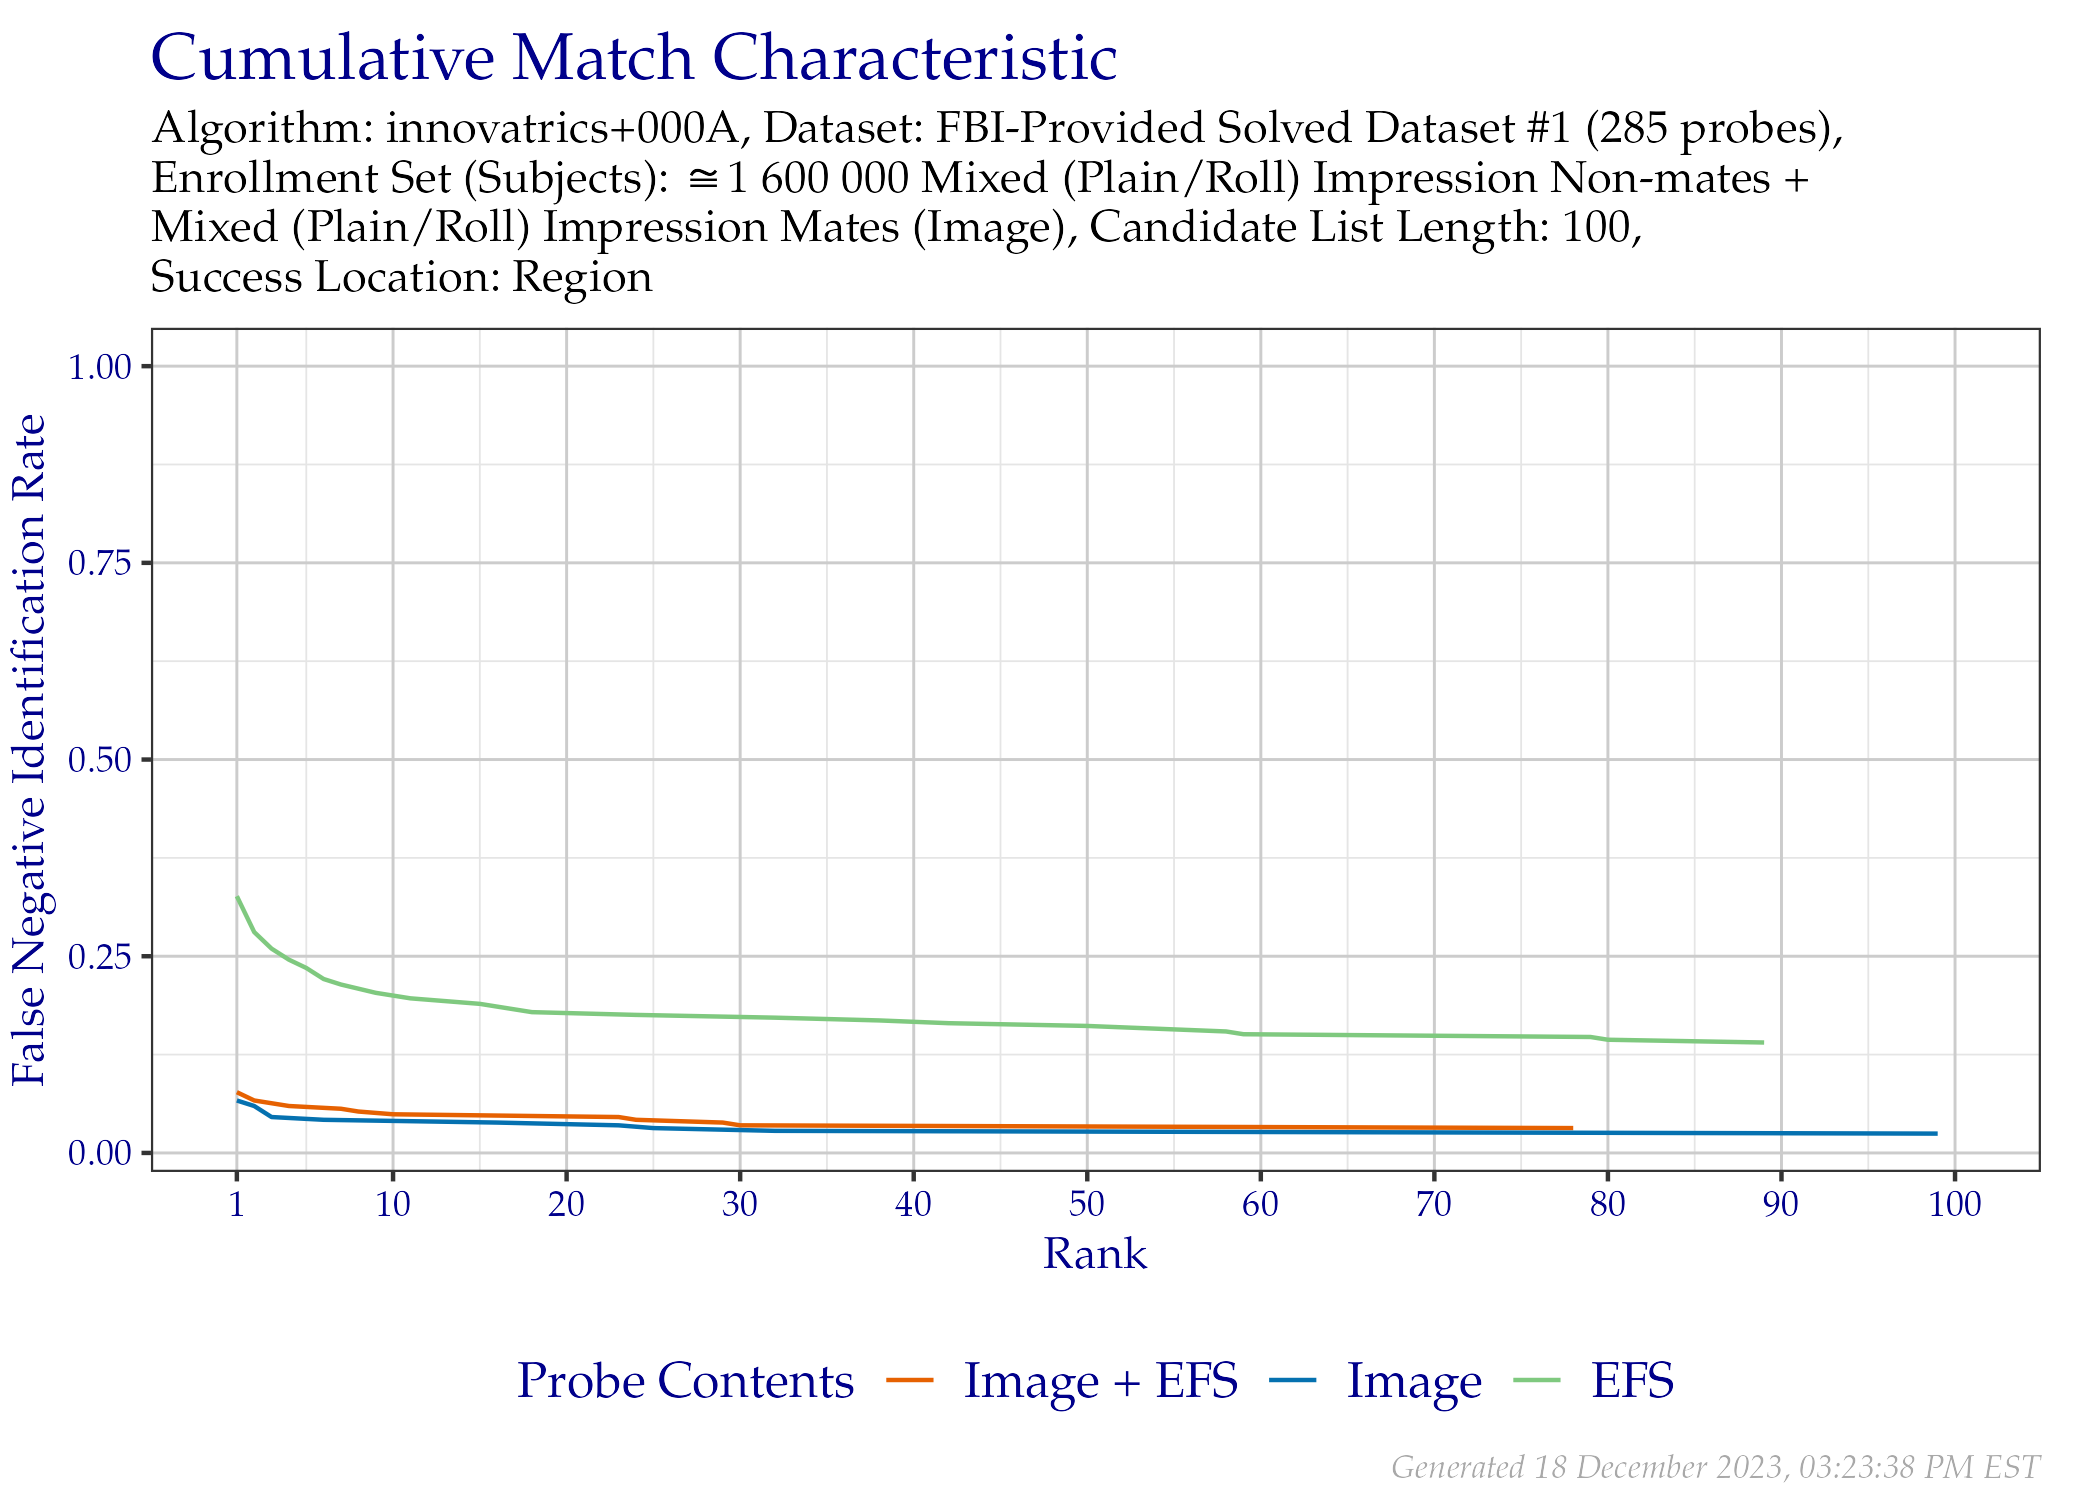 Cumulative Match Characteristic
Algorithm: innovatrics+000A, Dataset: FBI-Provided Solved Dataset #1 (285 probes),
Enrollment Set (Subjects): ≅ 1 600 000 Mixed (Plain/Roll) Impression Non-mates +
Mixed (Plain/Roll) Impression Mates (Image), Candidate List Length: 100,
Success Location: Region
False Negative Identification Rate
1.00
0.75
0.50
0.25
0.00
1 10 20 30 40 50 60 70 80 90 100
Rank
Probe Contents Image + EFS Image EFS
Generated 18 December 2023, 03:23:38 PM EST